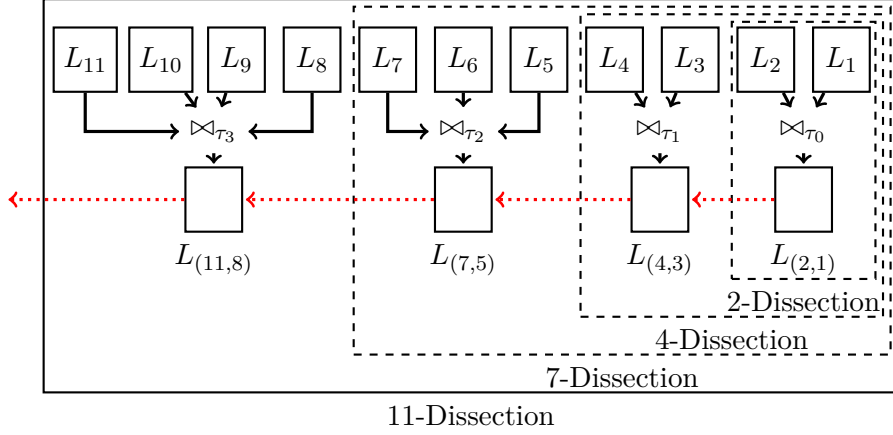 L11 L10 L9 L8 L7 L6 L5 L4 L3 L2 L1
⋈τ3 ⋈τ2 ⋈τ1 ⋈τ0
L(11,8) L(7,5) L(4,3) L(2,1)
2-Dissection
4-Dissection
7-Dissection
11-Dissection